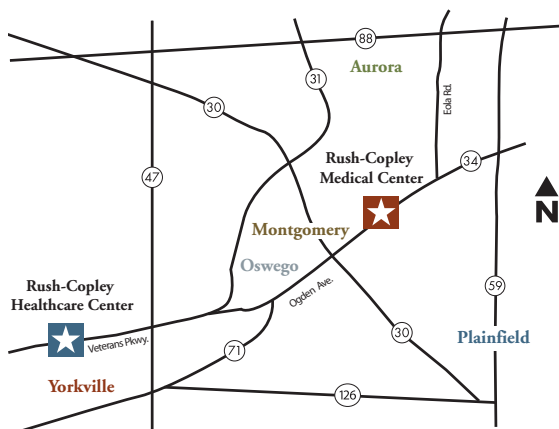 88
Aurora
31
30
Eola Rd.
34
Rush-Copley
Medical Center
47
Montgomery
N
Oswego
Rush-Copley
Healthcare Center
Ogden Ave.
59
Veterans Pkwy.
71
30
Plainfield
Yorkville
126